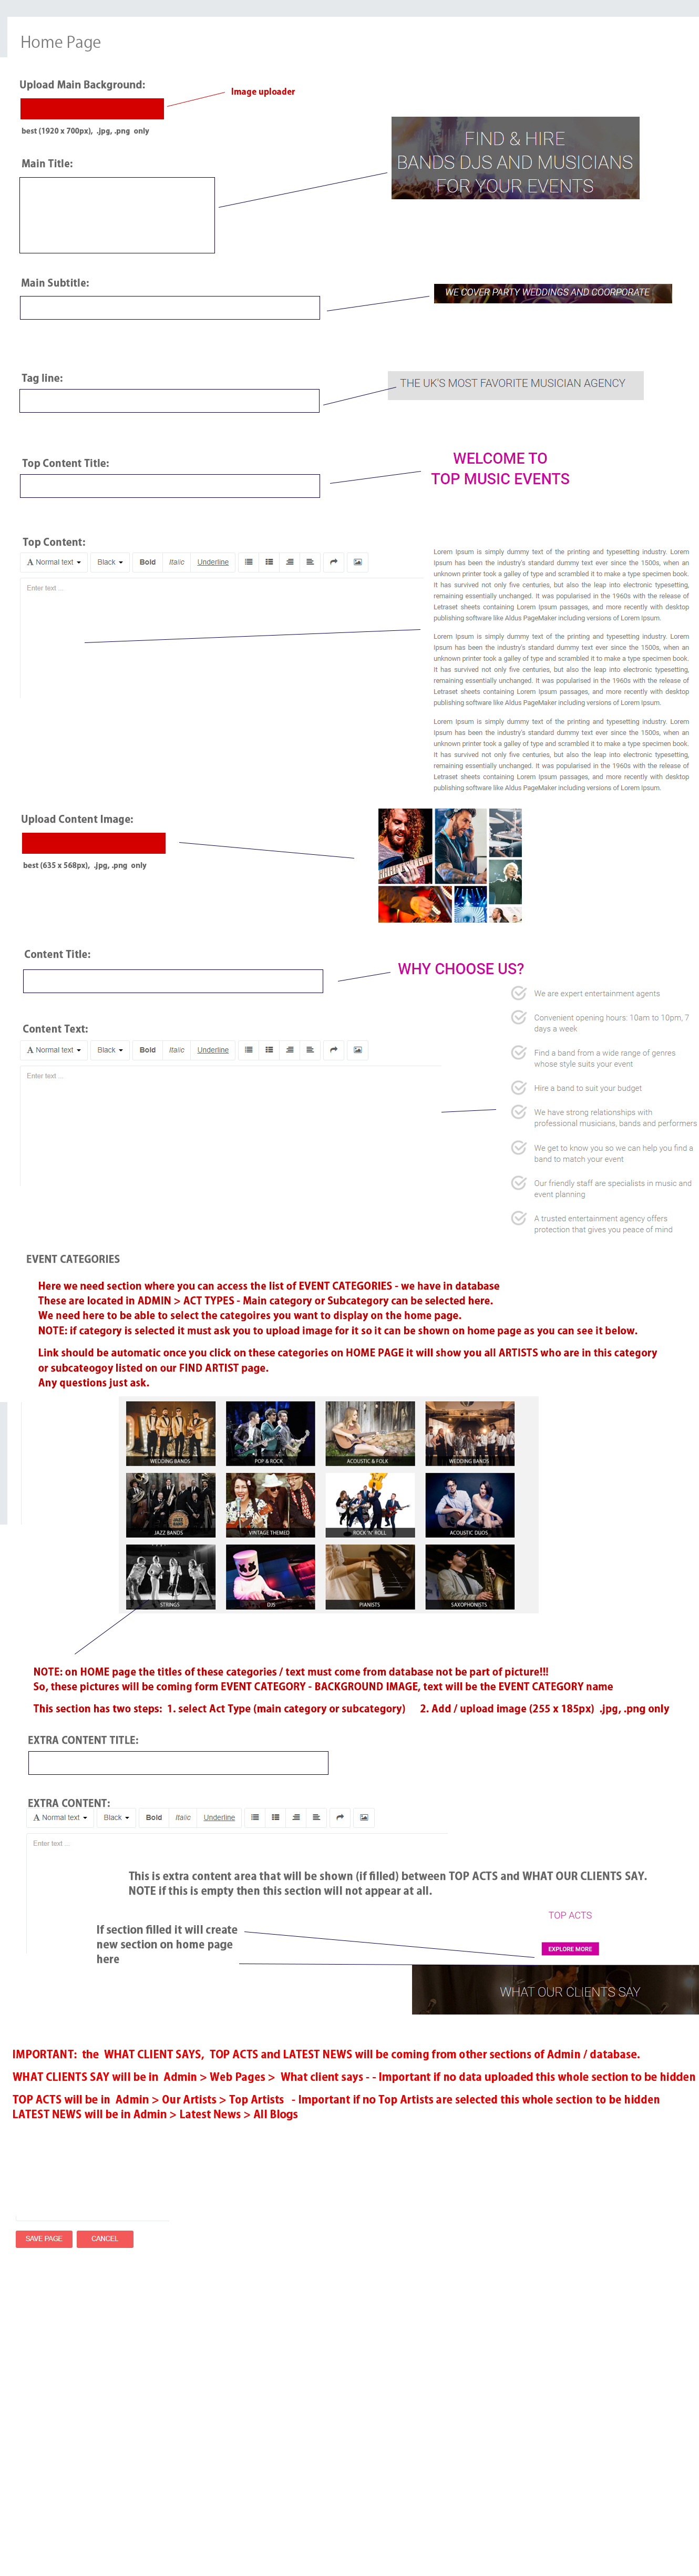 Home Page
Upload Main Background:
Image uploader
best (1920 x 700px), .jpg, .png only
FIND & HIRE
BANDS DJS AND MUSICIANS
FOR YOUR EVENTS
Main Title:
Main Subtitle:
WE COVER PARTY WEDDINGS AND COORPORATE
Tag line:
THE UK'S MOST FAVORITE MUSICIAN AGENCY
Top Content Title:
WELCOME TO
TOP MUSIC EVENTS
Top Content:
A Normal text Black Bold Italic Underline
Enter text ...
Lorem Ipsum is simply dummy text of the printing and typesetting industry. Lorem
Ipsum has been the industry's standard dummy text ever since the 1500s, when an
unknown printer took a galley of type and scrambled it to make a type specimen book.
It has survived not only five centuries, but also the leap into electronic typesetting,
remaining essentially unchanged. It was popularised in the 1960s with the release of
Letraset sheets containing Lorem Ipsum passages, and more recently with desktop
publishing software like Aldus PageMaker including versions of Lorem Ipsum.
Lorem Ipsum is simply dummy text of the printing and typesetting industry. Lorem
Ipsum has been the industry's standard dummy text ever since the 1500s, when an
unknown printer took a galley of type and scrambled it to make a type specimen book.
It has survived not only five centuries, but also the leap into electronic typesetting,
remaining essentially unchanged. It was popularised in the 1960s with the release of
Letraset sheets containing Lorem Ipsum passages, and more recently with desktop
publishing software like Aldus PageMaker including versions of Lorem Ipsum.
Lorem Ipsum is simply dummy text of the printing and typesetting industry. Lorem
Ipsum has been the industry's standard dummy text ever since the 1500s, when an
unknown printer took a galley of type and scrambled it to make a type specimen book.
It has survived not only five centuries, but also the leap into electronic typesetting,
remaining essentially unchanged. It was popularised in the 1960s with the release of
Letraset sheets containing Lorem Ipsum passages, and more recently with desktop
publishing software like Aldus PageMaker including versions of Lorem Ipsum.
Upload Content Image:
best (635 x 568px), .jpg, .png only
Content Title:
WHY CHOOSE US?
Content Text:
A Normal text Black Bold Italic Underline
Enter text ...
We are expert entertainment agents
Convenient opening hours: 10am to 10pm, 7
days a week
Find a band from a wide range of genres
whose style suits your event
Hire a band to suit your budget
We have strong relationships with
professional musicians, bands and performers
We get to know you so we can help you find a
band to match your event
Our friendly staff are specialists in music and
event planning
A trusted entertainment agency offers
protection that gives you peace of mind
EVENT CATEGORIES
Here we need section where you can access the list of EVENT CATEGORIES - we have in database
These are located in ADMIN > ACT TYPES - Main category or Subcategory can be selected here.
We need here to be able to select the categoires you want to display on the home page.
NOTE: if category is selected it must ask you to upload image for it so it can be shown on home page as you can see it below.
Link should be automatic once you click on these categories on HOME PAGE it will show you all ARTISTS who are in this category
or subcateogoy listed on our FIND ARTIST page.
Any questions just ask.
WEDDING BANDS
POP & ROCK
ACOUSTIC & FOLK
WEDDING BANDS
JAZZ BANDS
VINTAGE THEMED
ROCK 'N' ROLL
ACOUSTIC DUOS
STRINGS
DJS
PIANISTS
SAXOPHONISTS
NOTE: on HOME page the titles of these categories / text must come from database not be part of picture!!!
So, these pictures will be coming form EVENT CATEGORY - BACKGROUND IMAGE, text will be the EVENT CATEGORY name
This section has two steps: 1. select Act Type (main category or subcategory) 2. Add / upload image (255 x 185px) .jpg, .png only
EXTRA CONTENT TITLE:
EXTRA CONTENT:
A Normal text Black Bold Italic Underline
Enter text ...
This is extra content area that will be shown (if filled) between TOP ACTS and WHAT OUR CLIENTS SAY.
NOTE if this is empty then this section will not appear at all.
TOP ACTS
If section filled it will create
new section on home page
here
EXPLORE MORE
WHAT OUR CLIENTS SAY
IMPORTANT: the WHAT CLIENT SAYS, TOP ACTS and LATEST NEWS will be coming from other sections of Admin / database.
WHAT CLIENTS SAY will be in Admin > Web Pages > What client says - - Important if no data uploaded this whole section to be hidden
TOP ACTS will be in Admin > Our Artists > Top Artists - Important if no Top Artists are selected this whole section to be hidden
LATEST NEWS will be in Admin > Latest News > All Blogs
SAVE PAGE CANCEL